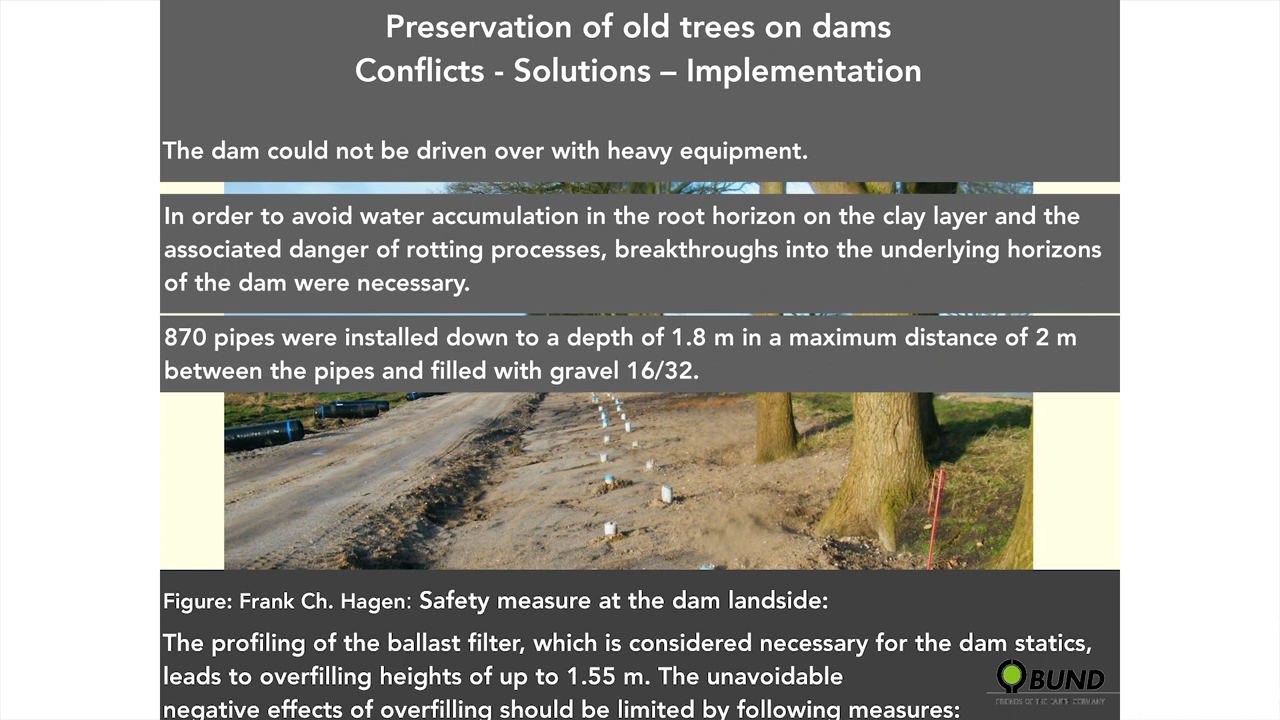 Preservation of old trees on dams
Conflicts - Solutions – Implementation
The dam could not be driven over with heavy equipment.
In order to avoid water accumulation in the root horizon on the clay layer and the
associated danger of rotting processes, breakthroughs into the underlying horizons
of the dam were necessary.
870 pipes were installed down to a depth of 1.8 m in a maximum distance of 2 m
between the pipes and filled with gravel 16/32.
Figure: Frank Ch. Hagen: Safety measure at the dam landside:
The profiling of the ballast filter, which is considered necessary for the dam statics,
leads to overfilling heights of up to 1.55 m. The unavoidable
negative effects of overfilling should be limited by following measures:
BUND
FRIENDS OF THE EARTH GERMANY